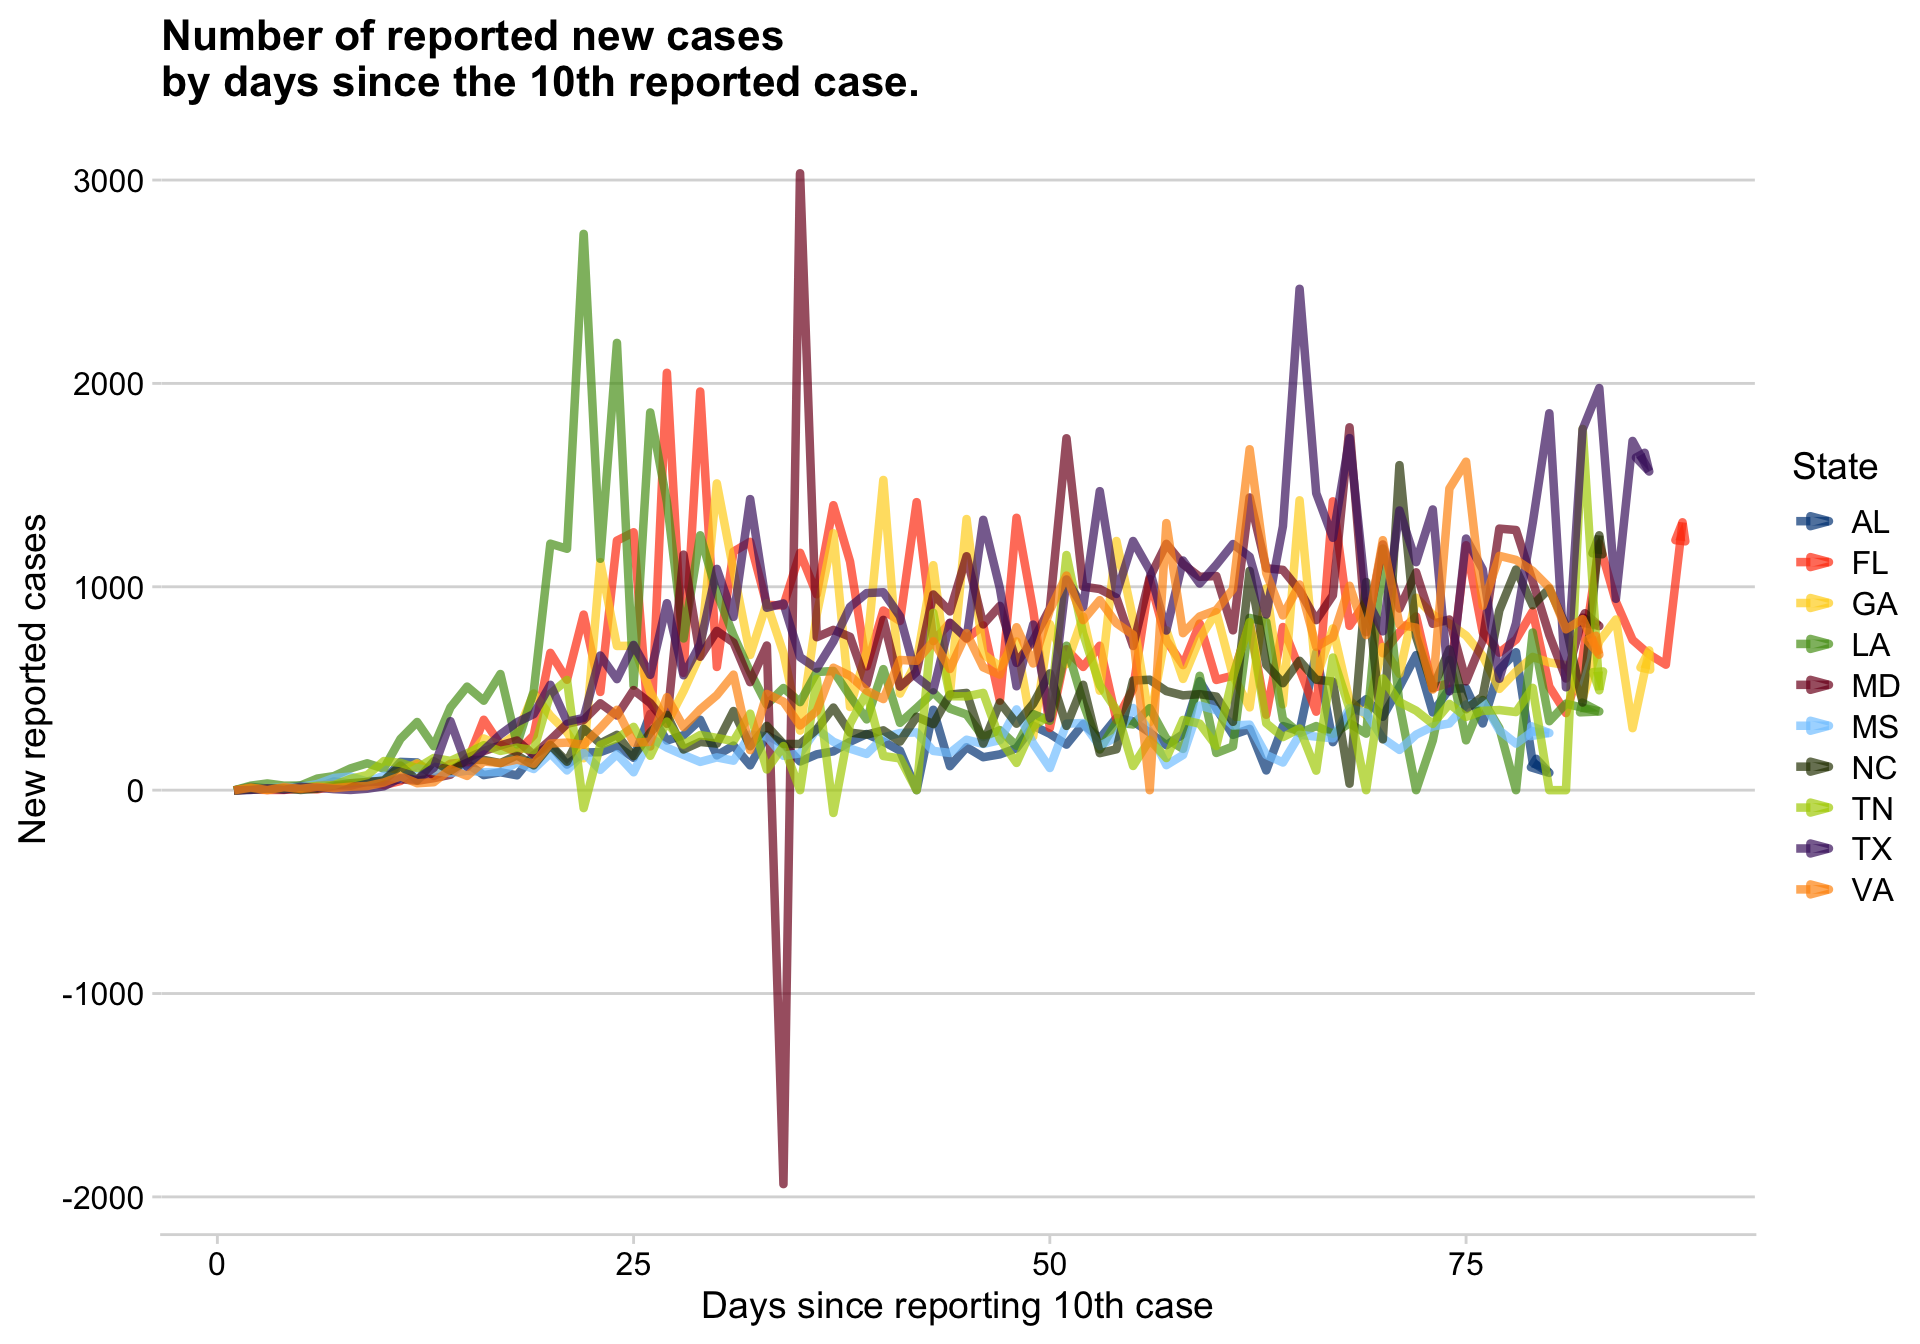 Number of reported new cases
by days since the 10th reported case.
3000
2000
1000
0
-1000
-2000
New reported cases
0
25
50
75
Days since reporting 10th case
State
AL
FL
GA
LA
MD
MS
NC
TN
TX
VA